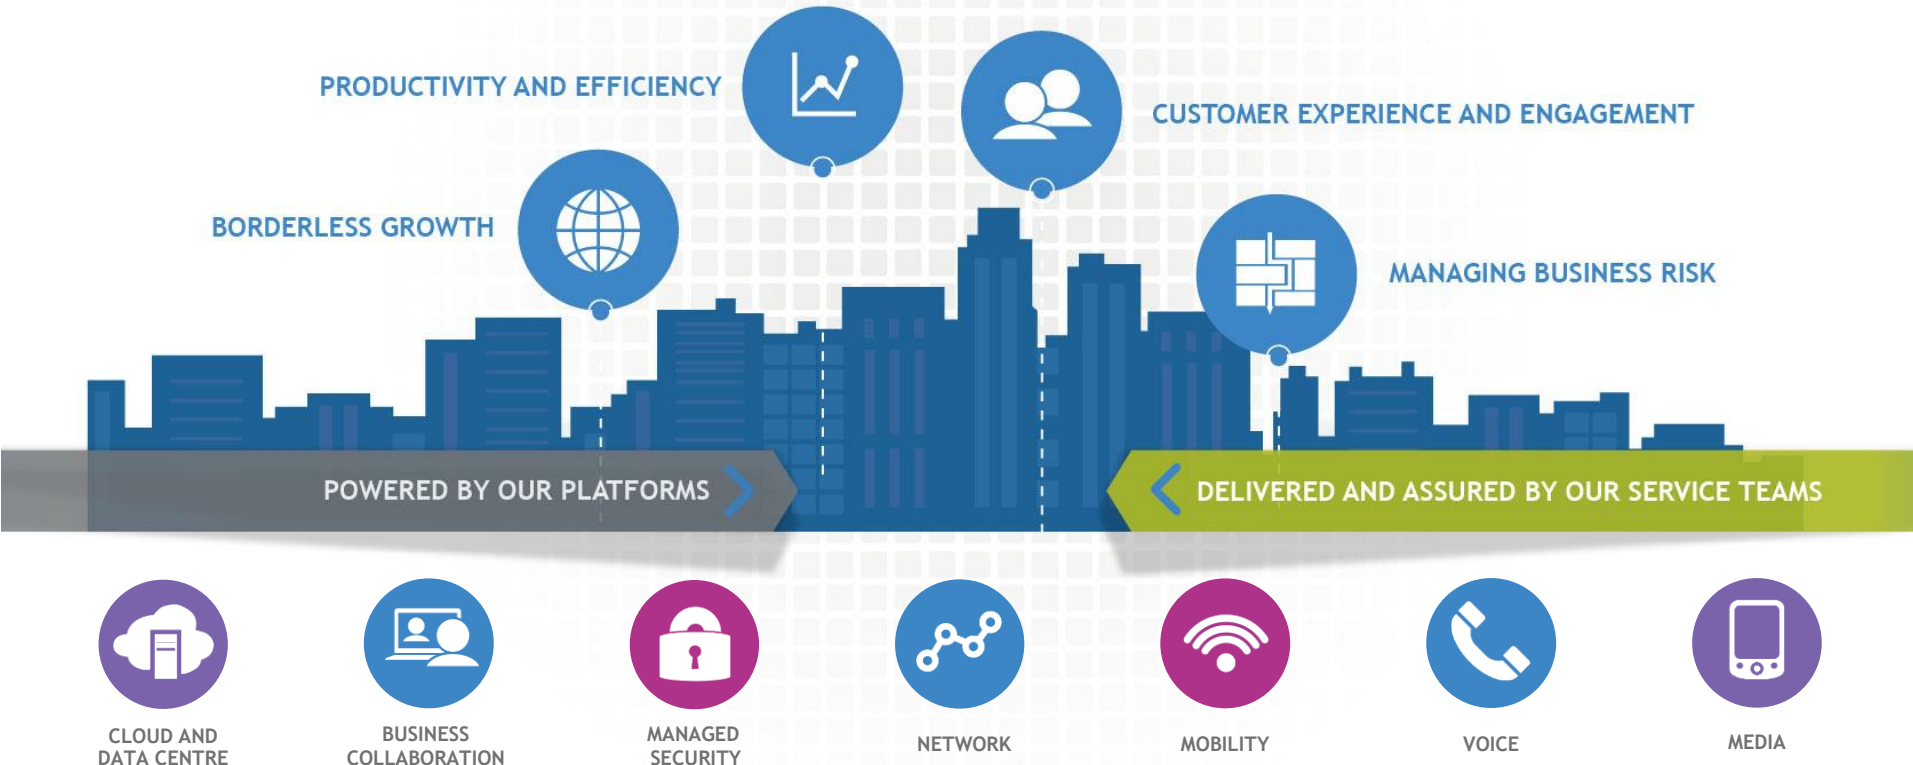 PRODUCTIVITY AND EFFICIENCY
CUSTOMER EXPERIENCE AND ENGAGEMENT
BORDERLESS GROWTH
MANAGING BUSINESS RISK
POWERED BY OUR PLATFORMS
DELIVERED AND ASSURED BY OUR SERVICE TEAMS
CLOUD AND
DATA CENTRE
BUSINESS
COLLABORATION
MANAGED
SECURITY
NETWORK
MOBILITY
VOICE
MEDIA